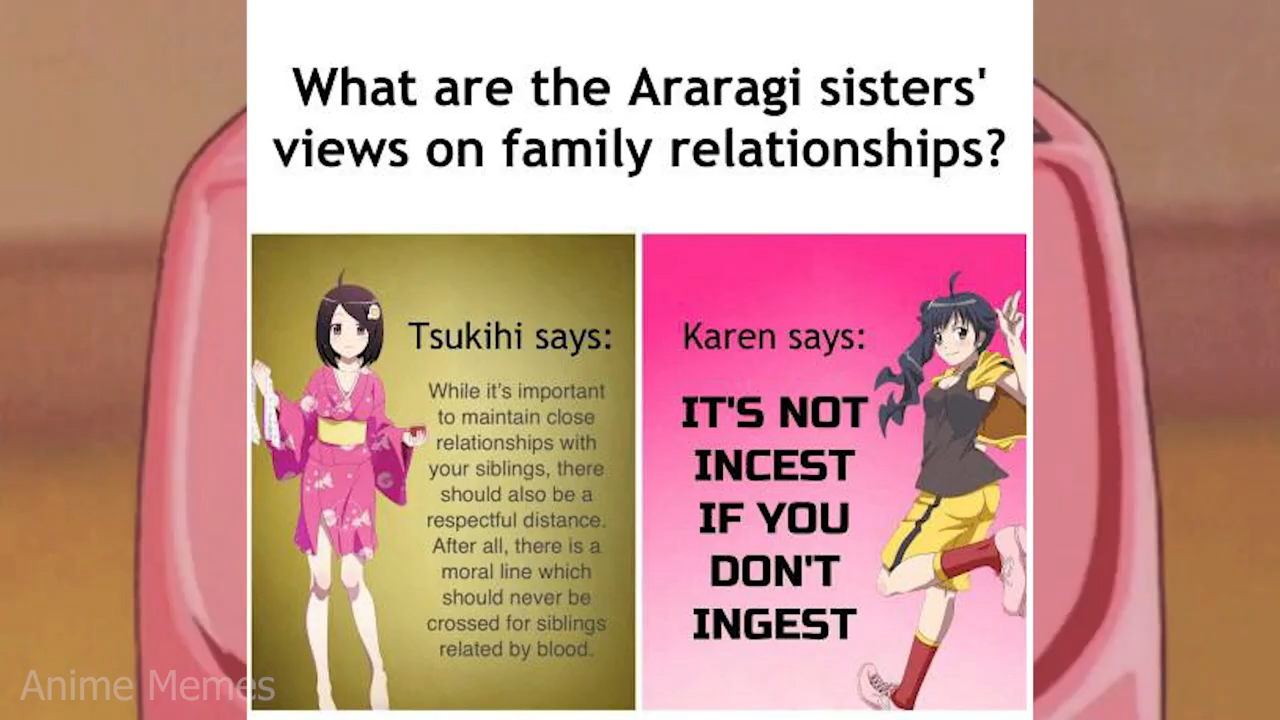 What are the Araragi sisters'
views on family relationships?
Tsukihi says:
While it's important
to maintain close
relationships with
your siblings, there
should also be a
respectful distance.
After all, there is a
moral line which
should never be
crossed for siblings
related by blood.
Karen says:
IT'S NOT
INCEST
IF YOU
DON'T
INGEST
Anime Memes